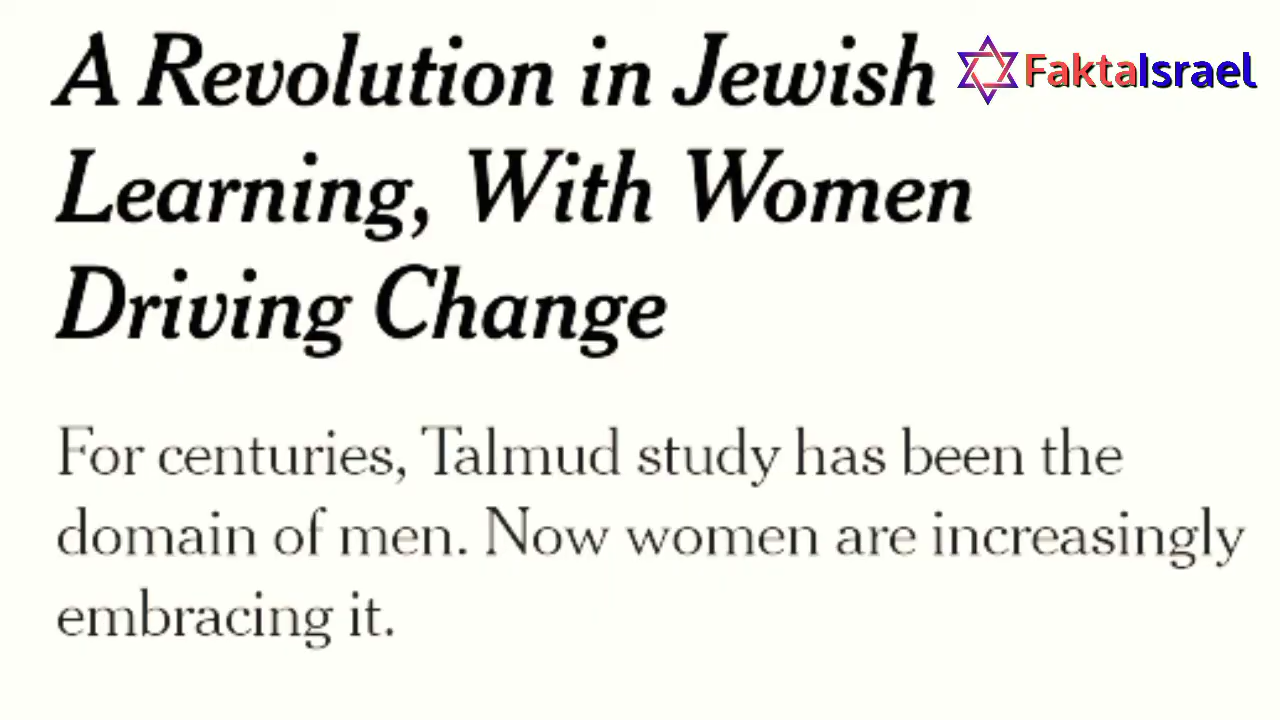 A Revolution in Jewish
FaktaIsrael
Learning, With Women
Driving Change
For centuries, Talmud study has been the
domain of men. Now women are increasingly
embracing it.